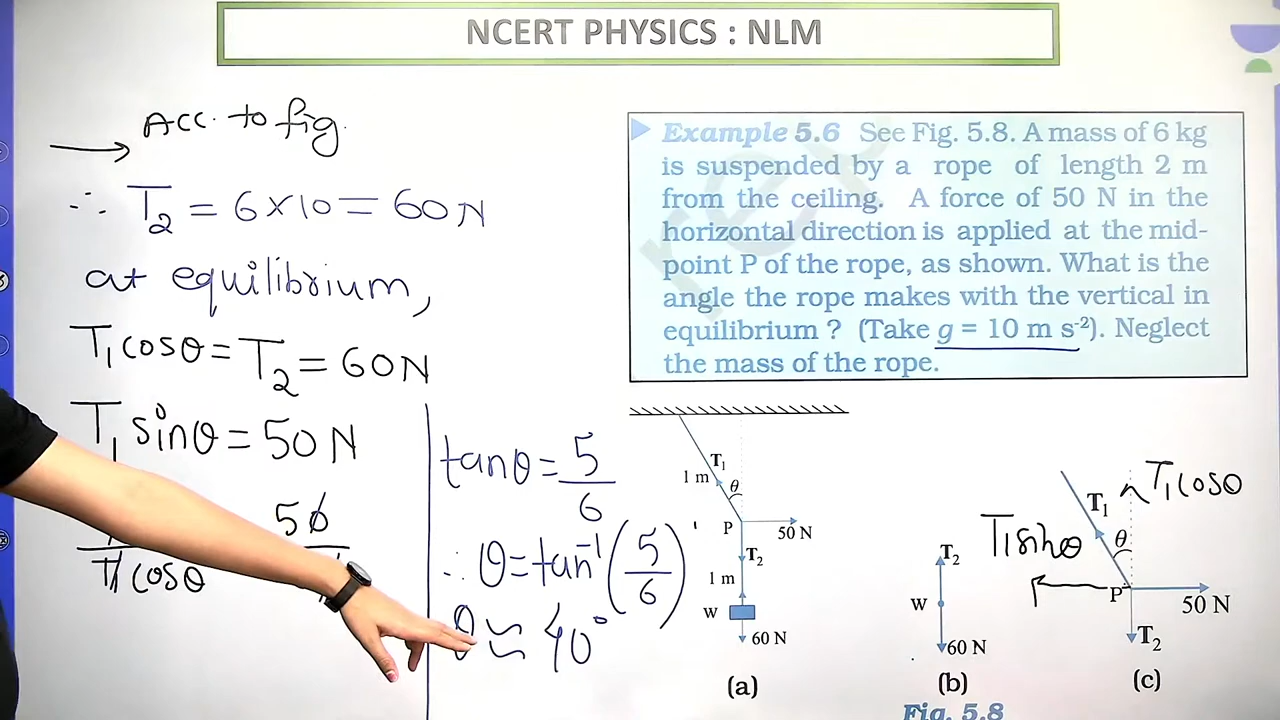 NCERT PHYSICS : NLM
Acc. to fig.
∴ T₂ = 6×10 = 60 N
at equilibrium,
T₁ cosθ = T₂ = 60N
T₁ sinθ = 50 N
50
T₁ cosθ
tanθ = 5/6
∴ θ = tan⁻¹(5/6)
θ ≈ 40°
Example 5.6 See Fig. 5.8. A mass of 6 kg
is suspended by a rope of length 2 m
from the ceiling. A force of 50 N in the
horizontal direction is applied at the mid-
point P of the rope, as shown. What is the
angle the rope makes with the vertical in
equilibrium ? (Take g = 10 m s⁻²). Neglect
the mass of the rope.
T₁
1 m
θ
P
50 N
T₂
1 m
W
60 N
(a)
T₂
W
60 N
(b)
T₁cosθ
T₁
T₁sinθ
θ
P
50 N
T₂
(c)
Fig. 5.8